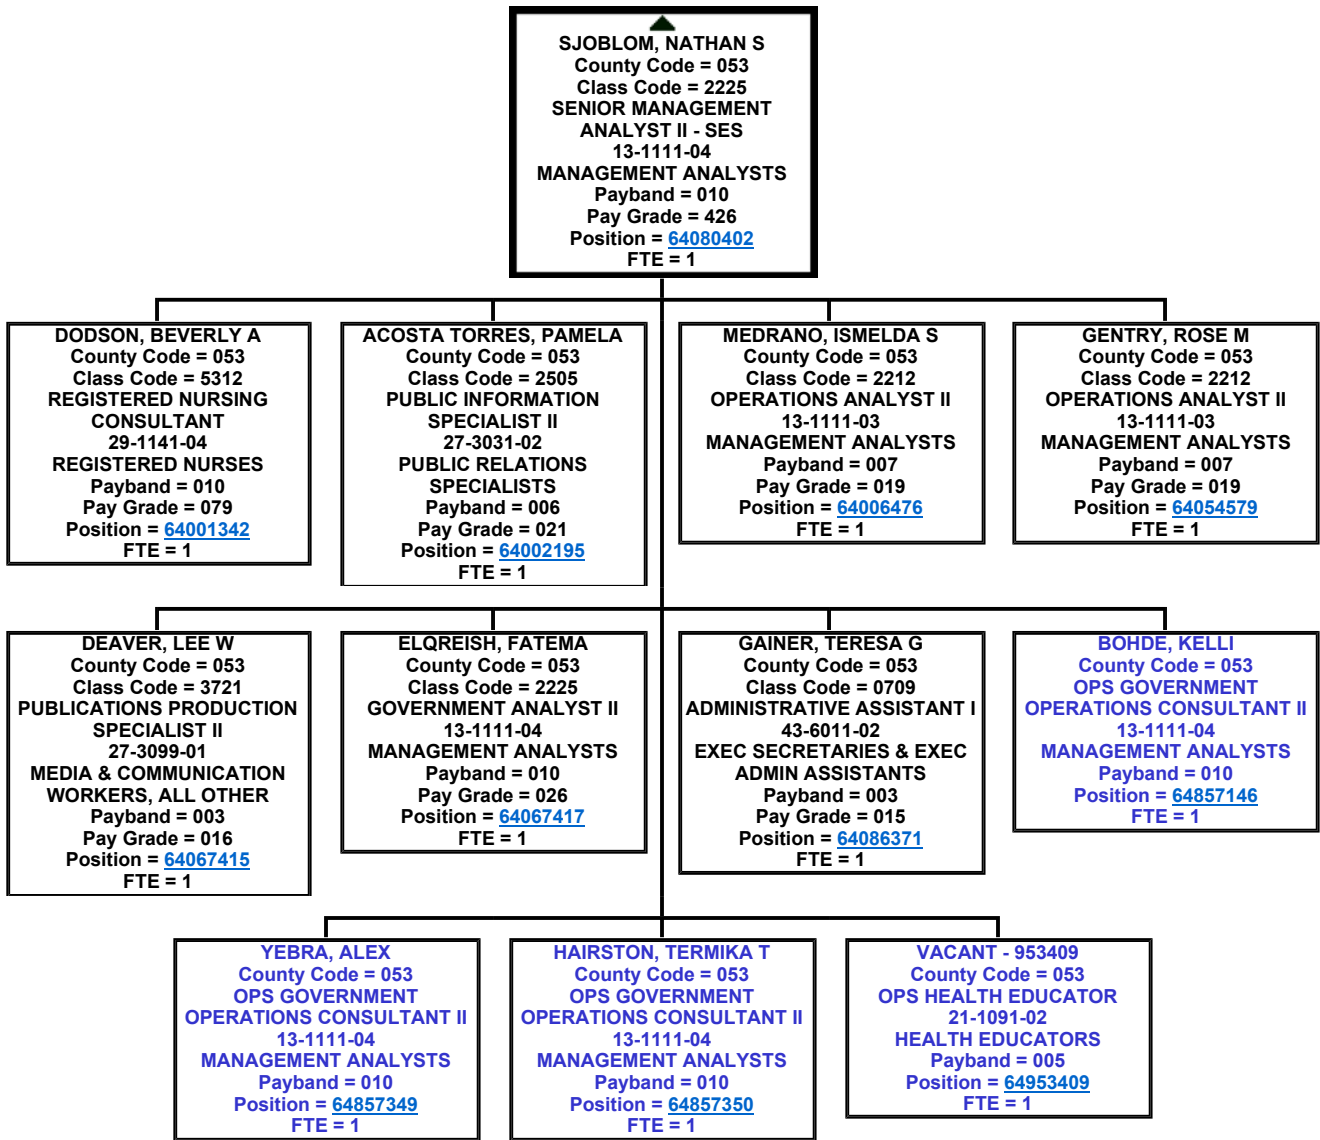 SJOBLOM, NATHAN S
County Code = 053
Class Code = 2225
SENIOR MANAGEMENT
ANALYST II - SES
13-1111-04
MANAGEMENT ANALYSTS
Payband = 010
Pay Grade = 426
Position = 64080402
FTE = 1
DODSON, BEVERLY A
County Code = 053
Class Code = 5312
REGISTERED NURSING
CONSULTANT
29-1141-04
REGISTERED NURSES
Payband = 010
Pay Grade = 079
Position = 64001342
FTE = 1
ACOSTA TORRES, PAMELA
County Code = 053
Class Code = 2505
PUBLIC INFORMATION
SPECIALIST II
27-3031-02
PUBLIC RELATIONS
SPECIALISTS
Payband = 006
Pay Grade = 021
Position = 64002195
FTE = 1
MEDRANO, ISMELDA S
County Code = 053
Class Code = 2212
OPERATIONS ANALYST II
13-1111-03
MANAGEMENT ANALYSTS
Payband = 007
Pay Grade = 019
Position = 64006476
FTE = 1
GENTRY, ROSE M
County Code = 053
Class Code = 2212
OPERATIONS ANALYST II
13-1111-03
MANAGEMENT ANALYSTS
Payband = 007
Pay Grade = 019
Position = 64054579
FTE = 1
DEAVER, LEE W
County Code = 053
Class Code = 3721
PUBLICATIONS PRODUCTION
SPECIALIST II
27-3099-01
MEDIA & COMMUNICATION
WORKERS, ALL OTHER
Payband = 003
Pay Grade = 016
Position = 64067415
FTE = 1
ELQREISH, FATEMA
County Code = 053
Class Code = 2225
GOVERNMENT ANALYST II
13-1111-04
MANAGEMENT ANALYSTS
Payband = 010
Pay Grade = 026
Position = 64067417
FTE = 1
GAINER, TERESA G
County Code = 053
Class Code = 0709
ADMINISTRATIVE ASSISTANT I
43-6011-02
EXEC SECRETARIES & EXEC
ADMIN ASSISTANTS
Payband = 003
Pay Grade = 015
Position = 64086371
FTE = 1
BOHDE, KELLI
County Code = 053
OPS GOVERNMENT
OPERATIONS CONSULTANT II
13-1111-04
MANAGEMENT ANALYSTS
Payband = 010
Position = 64857146
FTE = 1
YEBRA, ALEX
County Code = 053
OPS GOVERNMENT
OPERATIONS CONSULTANT II
13-1111-04
MANAGEMENT ANALYSTS
Payband = 010
Position = 64857349
FTE = 1
HAIRSTON, TERMIKA T
County Code = 053
OPS GOVERNMENT
OPERATIONS CONSULTANT II
13-1111-04
MANAGEMENT ANALYSTS
Payband = 010
Position = 64857350
FTE = 1
VACANT - 953409
County Code = 053
OPS HEALTH EDUCATOR
21-1091-02
HEALTH EDUCATORS
Payband = 005
Position = 64953409
FTE = 1